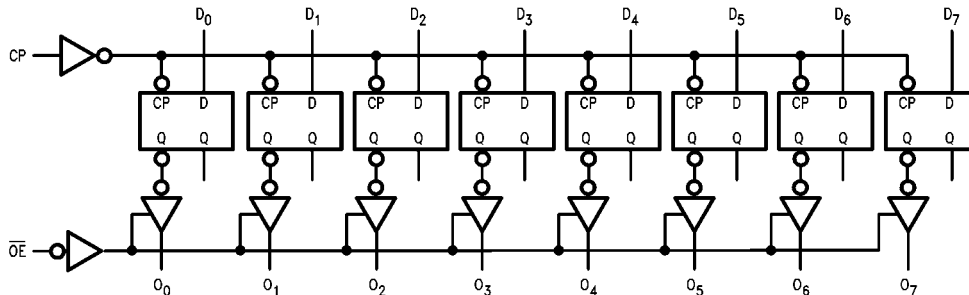 D0 D1 D2 D3 D4 D5 D6 D7
CP
CP D CP D CP D CP D CP D CP D CP D CP D
Q Q Q Q Q Q Q Q Q Q Q Q Q Q Q Q
OE
O0 O1 O2 O3 O4 O5 O6 O7